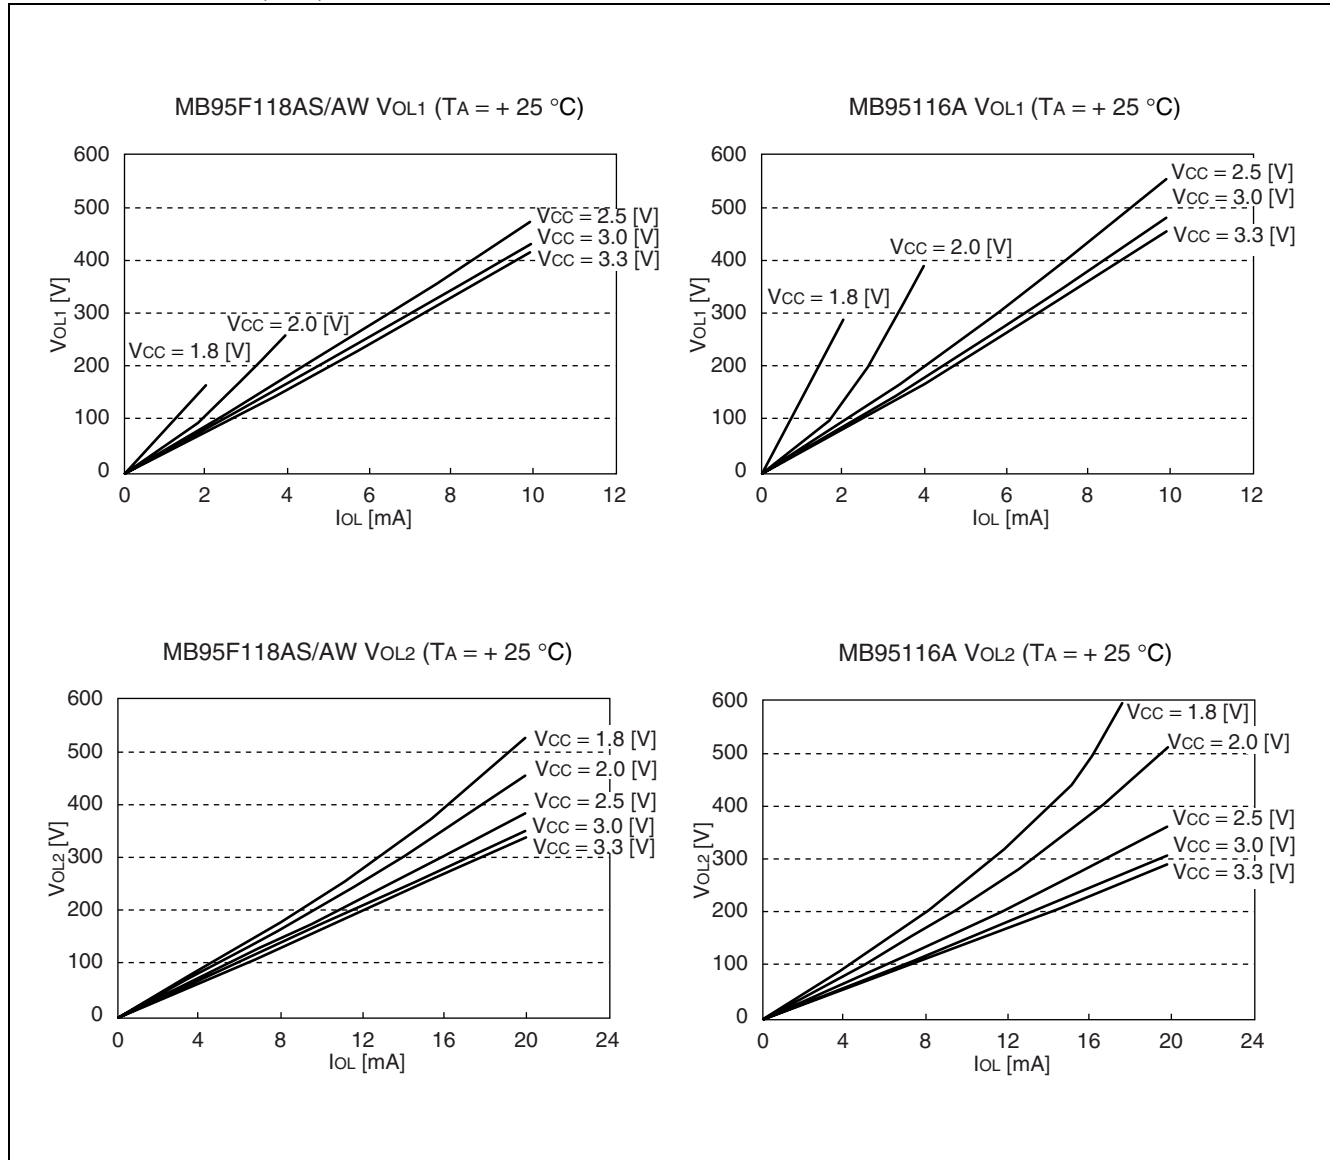 MB95F118AS/AW VOL1 (TA = + 25 °C)
600
500
400
300
200
100
0
VOL1 [V]
VCC = 1.8 [V]
VCC = 2.0 [V]
VCC = 2.5 [V]
VCC = 3.0 [V]
VCC = 3.3 [V]
0 2 4 6 8 10 12
IOL [mA]
MB95116A VOL1 (TA = + 25 °C)
600
500
400
300
200
100
0
VOL1 [V]
VCC = 1.8 [V]
VCC = 2.0 [V]
VCC = 2.5 [V]
VCC = 3.0 [V]
VCC = 3.3 [V]
0 2 4 6 8 10 12
IOL [mA]
MB95F118AS/AW VOL2 (TA = + 25 °C)
600
500
400
300
200
100
0
VOL2 [V]
VCC = 1.8 [V]
VCC = 2.0 [V]
VCC = 2.5 [V]
VCC = 3.0 [V]
VCC = 3.3 [V]
0 4 8 12 16 20 24
IOL [mA]
MB95116A VOL2 (TA = + 25 °C)
600
500
400
300
200
100
0
VOL2 [V]
VCC = 1.8 [V]
VCC = 2.0 [V]
VCC = 2.5 [V]
VCC = 3.0 [V]
VCC = 3.3 [V]
0 4 8 12 16 20 24
IOL [mA]